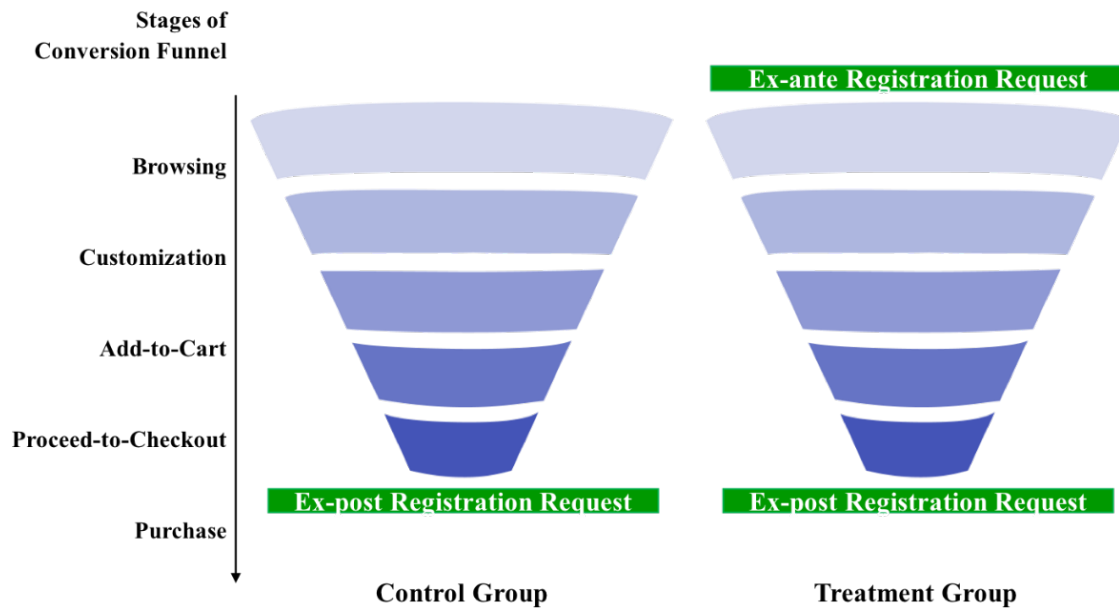 Stages of
Conversion Funnel
Ex-ante Registration Request
Browsing
Customization
Add-to-Cart
Proceed-to-Checkout
Ex-post Registration Request
Ex-post Registration Request
Purchase
Control Group
Treatment Group